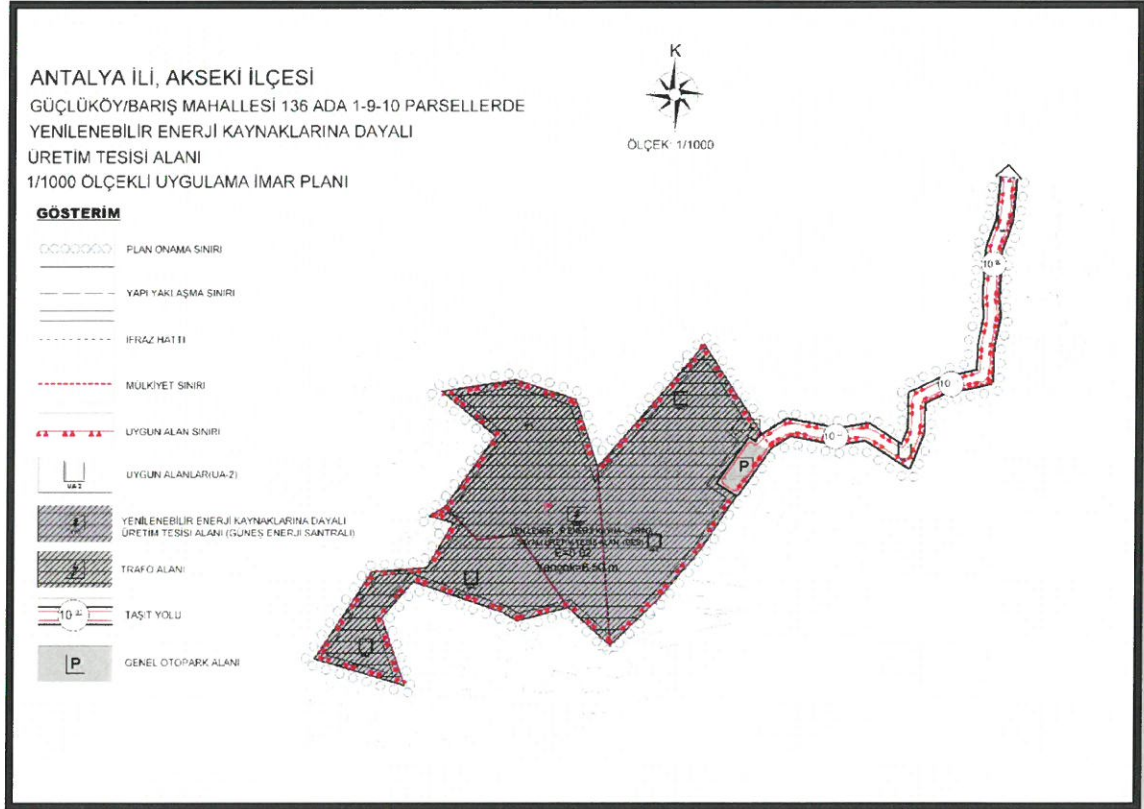 ANTALYA İLİ, AKSEKİ İLÇESİ
GÜÇLÜKÖY/BARIŞ MAHALLESİ 136 ADA 1-9-10 PARSELLERDE
YENİLENEBİLİR ENERJİ KAYNAKLARINA DAYALI
ÜRETİM TESİSİ ALANI
1/1000 ÖLÇEKLİ UYGULAMA İMAR PLANI
K
ÖLÇEK: 1/1000
GÖSTERİM
PLAN ONAMA SINIRI
YAPI YAKLAŞMA SINIRI
İFRAZ HATTI
MÜLKİYET SINIRI
UYGUN ALAN SINIRI
UA-2
UYGUN ALANLAR(UA-2)
YENİLENEBİLİR ENERJİ KAYNAKLARINA DAYALI
ÜRETİM TESİSİ ALANI (GÜNEŞ ENERJİ SANTRALİ)
TRAFO ALANI
10
TAŞIT YOLU
P
GENEL OTOPARK ALANI
10
10
10
P
E=0.02
Yençok=6.50 m.